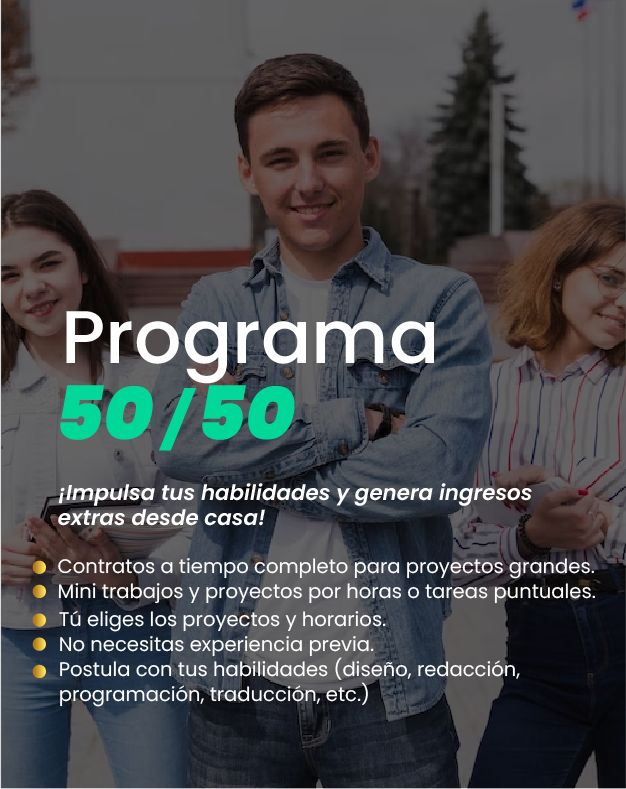 Programa
50/50
¡Impulsa tus habilidades y genera ingresos
extras desde casa!
Contratos a tiempo completo para proyectos grandes.
Mini trabajos y proyectos por horas o tareas puntuales.
Tú eliges los proyectos y horarios.
No necesitas experiencia previa.
Postula con tus habilidades (diseño, redacción,
programación, traducción, etc.)